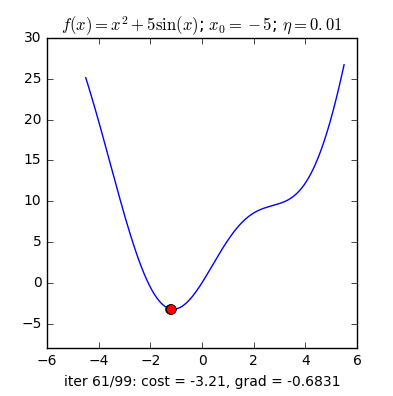 f(x) = x² + 5sin(x); x₀ = −5; η = 0.01
30
25
20
15
10
5
0
−5
−6 −4 −2 0 2 4 6
iter 61/99: cost = -3.21, grad = -0.6831